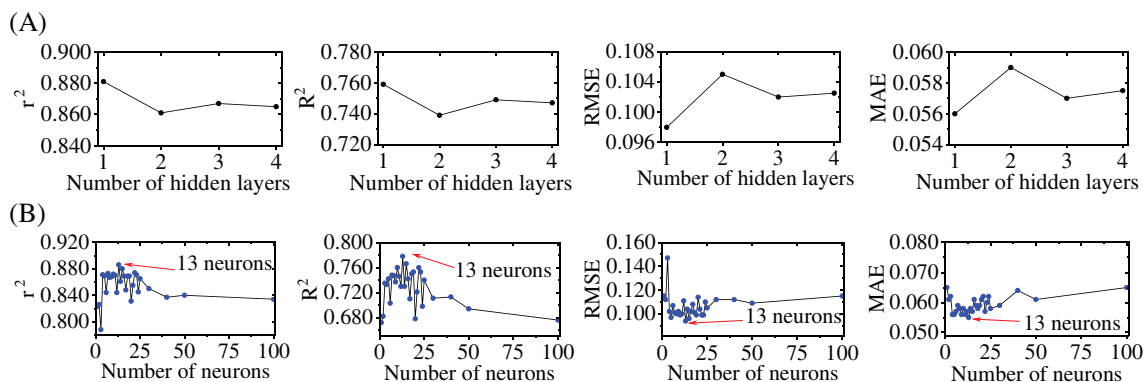 (A)
0.900 0.880 0.860 0.840
r²
1 2 3 4
Number of hidden layers
0.780 0.760 0.740 0.720
R²
1 2 3 4
Number of hidden layers
0.108 0.104 0.100 0.096
RMSE
1 2 3 4
Number of hidden layers
0.060 0.058 0.056 0.054
MAE
1 2 3 4
Number of hidden layers
(B)
0.920 0.880 0.840 0.800
r²
13 neurons
0 25 50 75 100
Number of neurons
0.800 0.760 0.720 0.680
R²
13 neurons
0 25 50 75 100
Number of neurons
0.160 0.140 0.120 0.100 0.080
RMSE
13 neurons
0 25 50 75 100
Number of neurons
0.080 0.070 0.060 0.050
MAE
13 neurons
0 25 50 75 100
Number of neurons